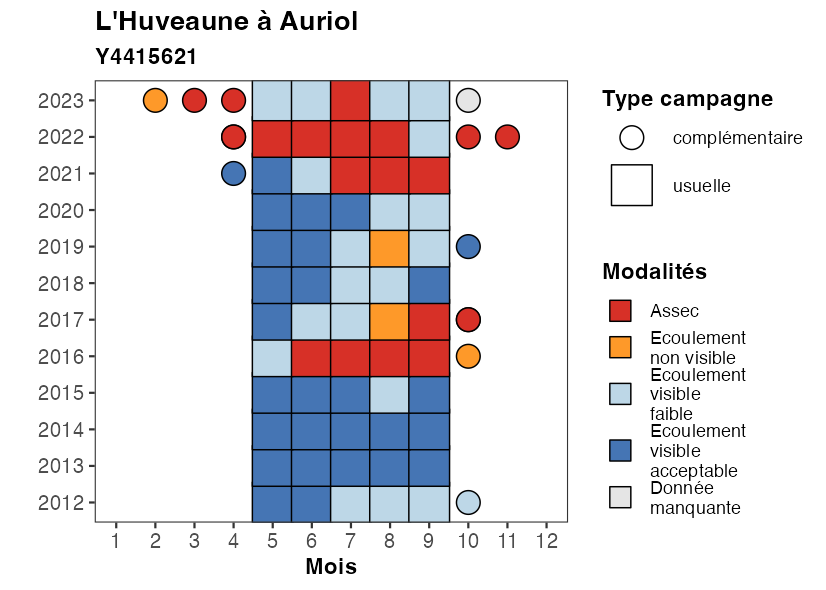 L'Huveaune à Auriol
Y4415621
2023
2022
2021
2020
2019
2018
2017
2016
2015
2014
2013
2012
1 2 3 4 5 6 7 8 9 10 11 12
Mois
Type campagne
complémentaire
usuelle
Modalités
Assec
Ecoulement
non visible
Ecoulement
visible
faible
Ecoulement
visible
acceptable
Donnée
manquante